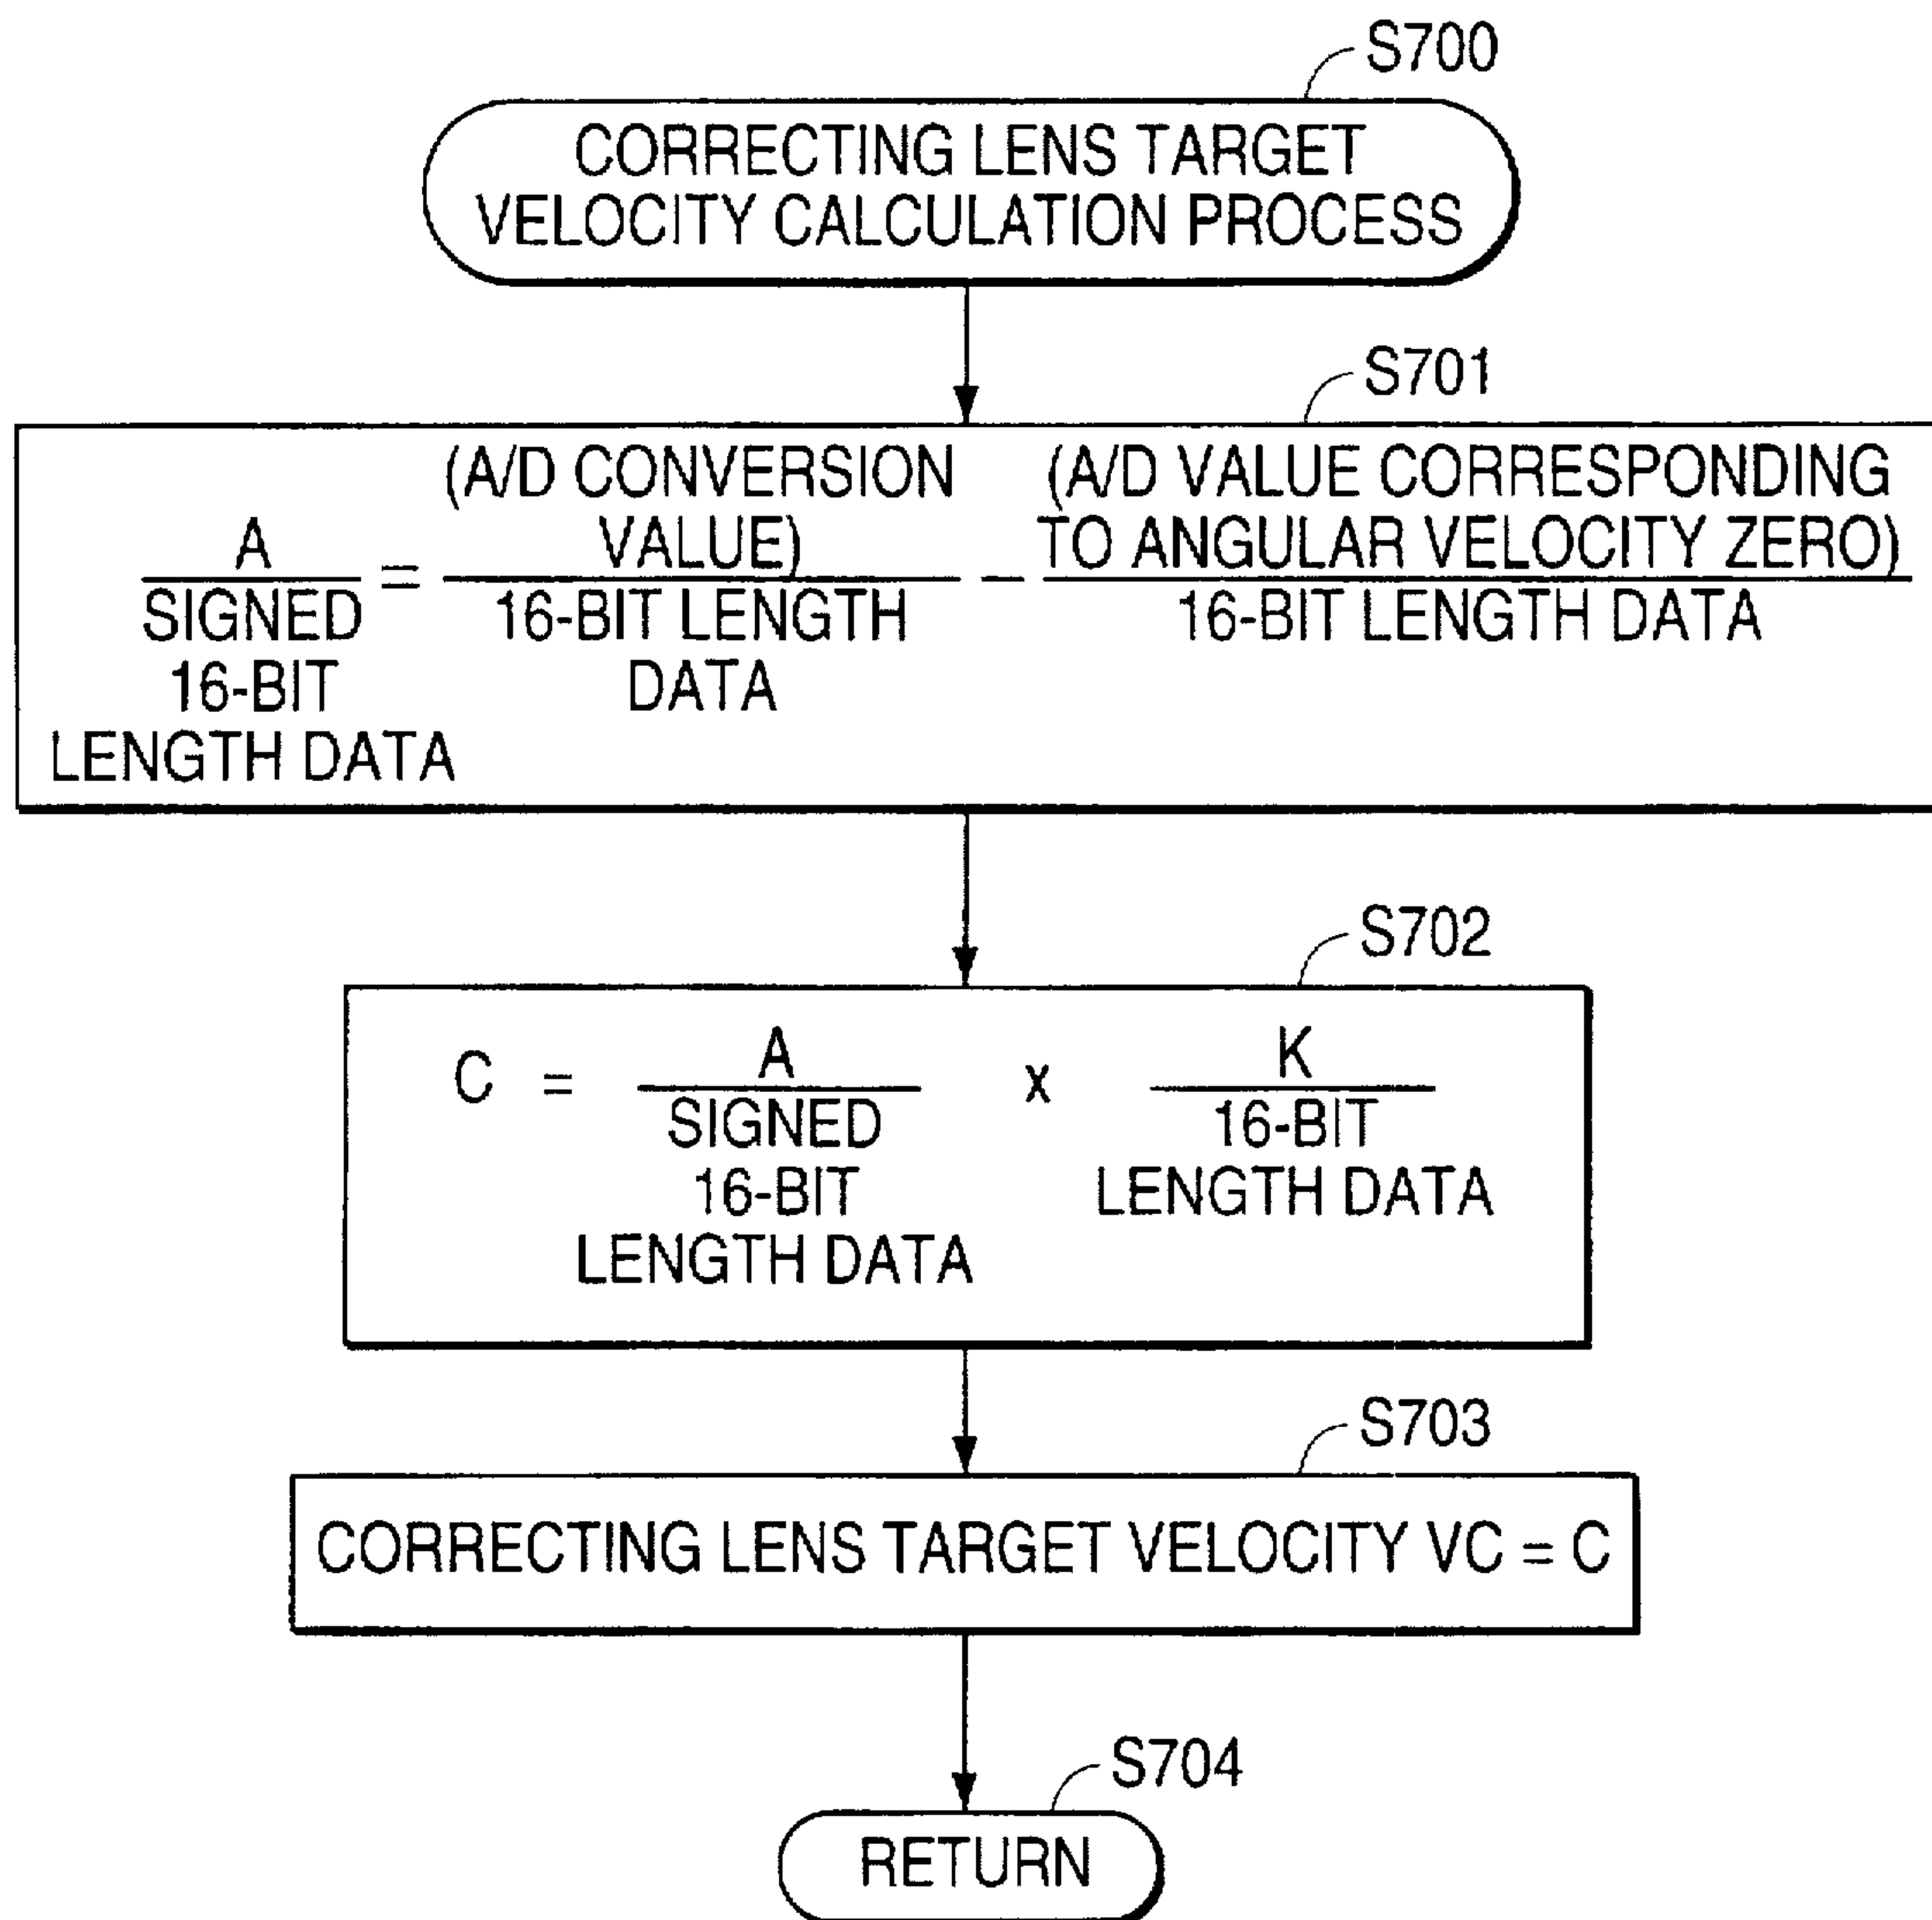 S700
CORRECTING LENS TARGET
VELOCITY CALCULATION PROCESS
S701
A
SIGNED
16-BIT
LENGTH DATA
=
(A/D CONVERSION
VALUE)
16-BIT LENGTH
DATA
–
(A/D VALUE CORRESPONDING
TO ANGULAR VELOCITY ZERO)
16-BIT LENGTH DATA
S702
C =
A
SIGNED
16-BIT
LENGTH DATA
x
K
16-BIT
LENGTH DATA
S703
CORRECTING LENS TARGET VELOCITY VC = C
S704
RETURN